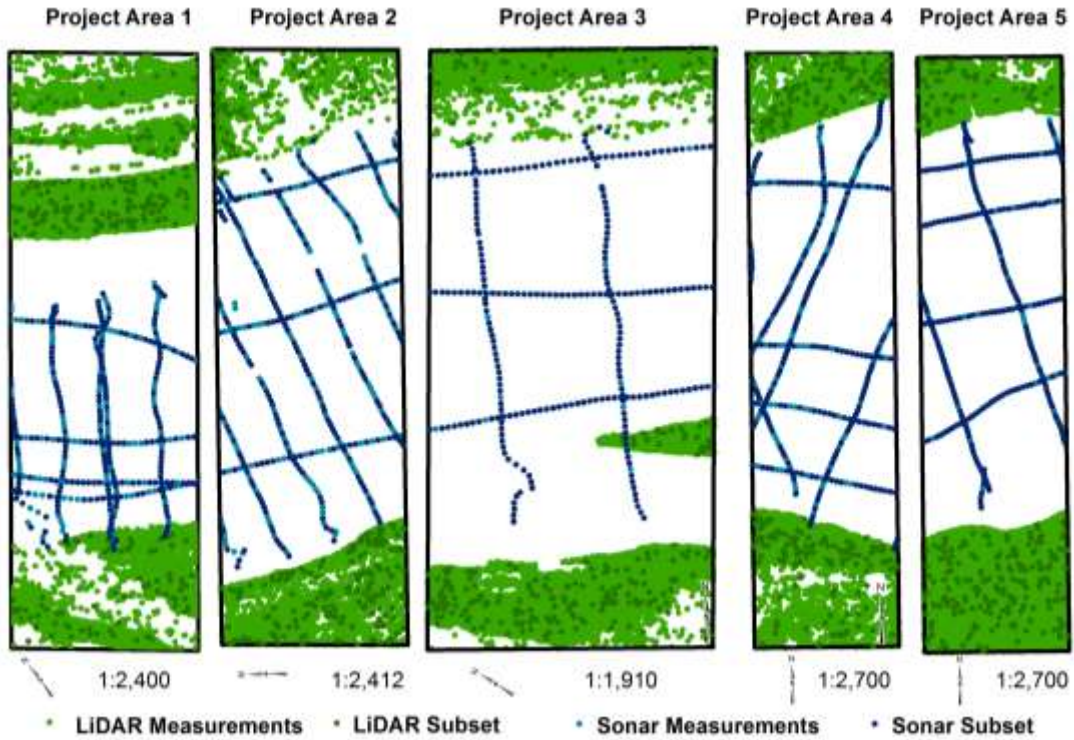 Project Area 1 Project Area 2 Project Area 3 Project Area 4 Project Area 5
1:2,400 1:2,412 1:1,910 1:2,700 1:2,700
LiDAR Measurements LiDAR Subset Sonar Measurements Sonar Subset